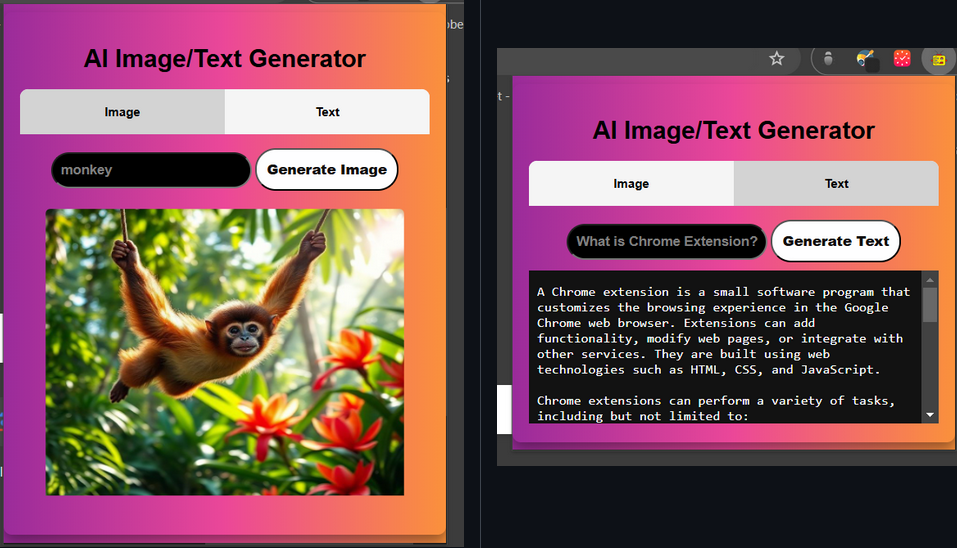 AI Image/Text Generator
Image
Text
monkey
Generate Image
t -
AI Image/Text Generator
Image
Text
What is Chrome Extension?
Generate Text
A Chrome extension is a small software program that
customizes the browsing experience in the Google
Chrome web browser. Extensions can add
functionality, modify web pages, or integrate with
other services. They are built using web
technologies such as HTML, CSS, and JavaScript.
Chrome extensions can perform a variety of tasks,
including but not limited to: